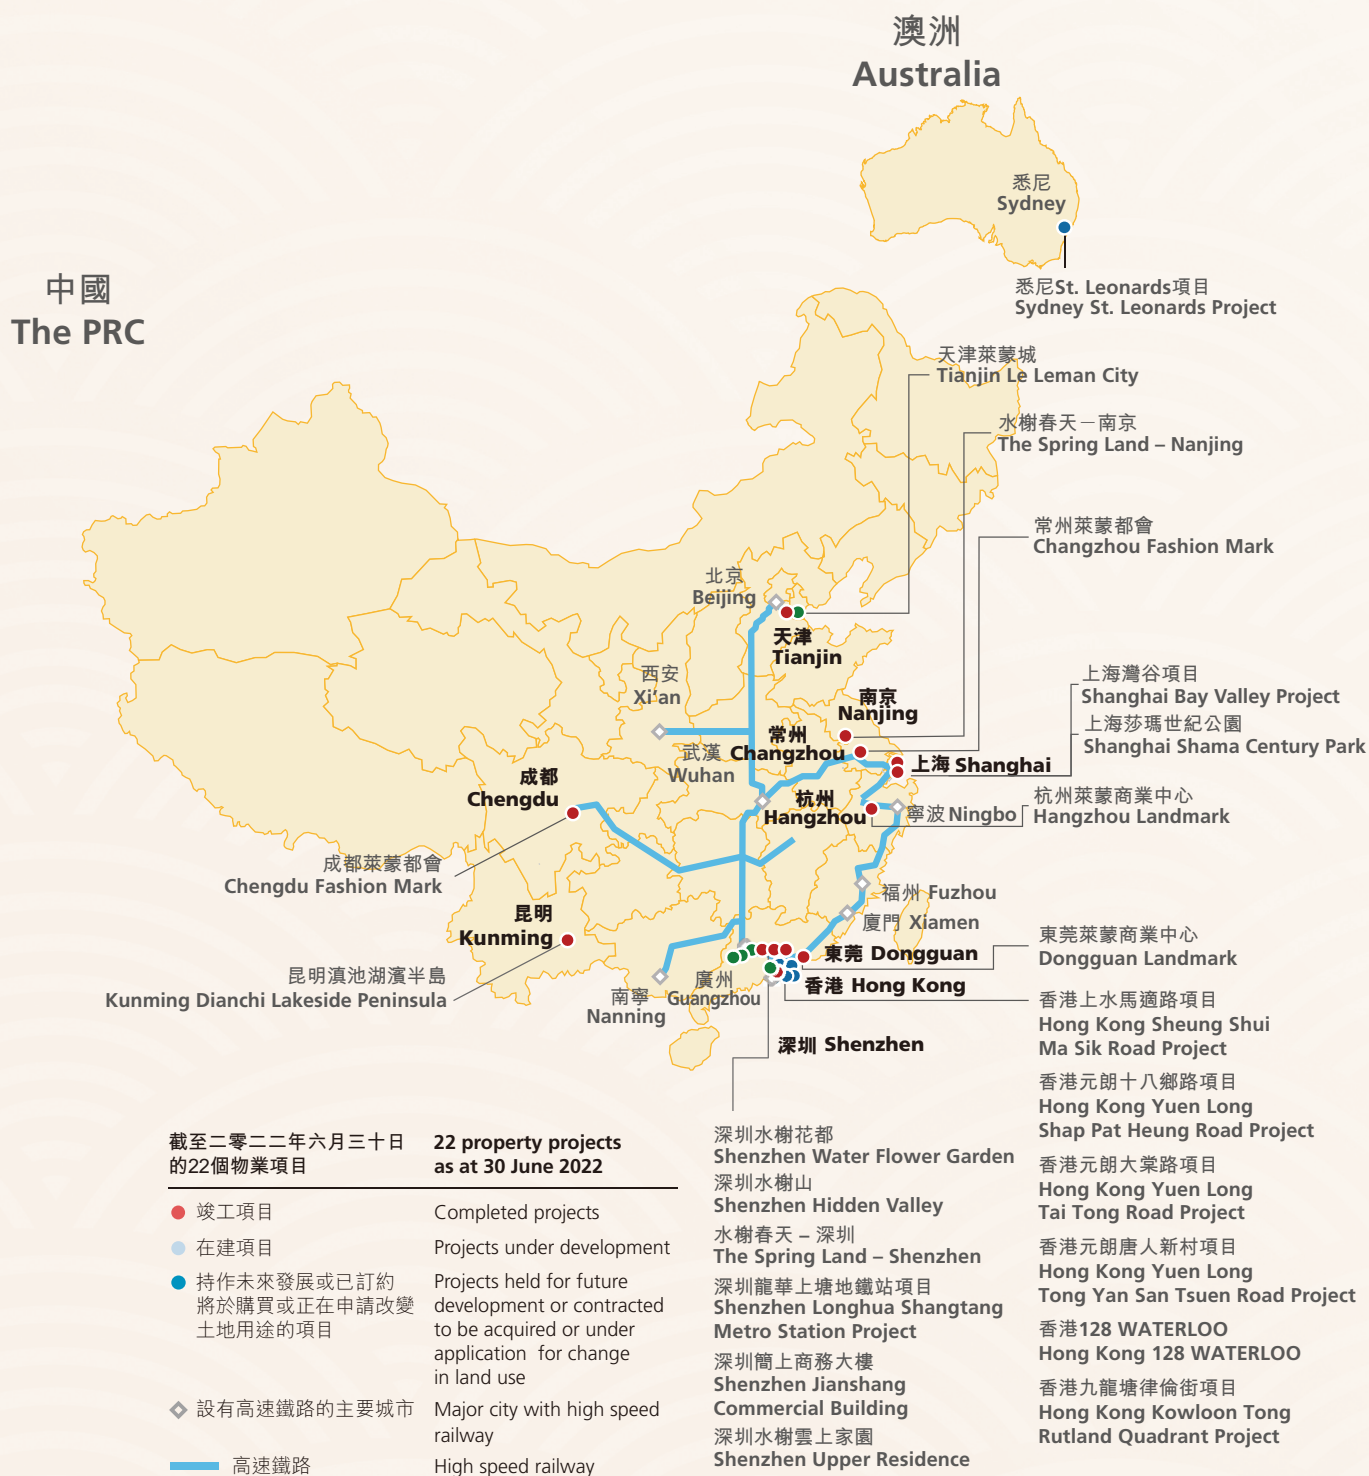 澳洲
Australia
悉尼
Sydney
悉尼St. Leonards項目
Sydney St. Leonards Project
中國
The PRC
天津萊蒙城
Tianjin Le Leman City
水榭春天－南京
The Spring Land – Nanjing
常州萊蒙都會
Changzhou Fashion Mark
北京
Beijing
天津
Tianjin
西安
Xi’an
南京
Nanjing
上海灣谷項目
Shanghai Bay Valley Project
上海莎瑪世紀公園
Shanghai Shama Century Park
常州
Changzhou
武漢
Wuhan
上海 Shanghai
成都
Chengdu
杭州
Hangzhou
寧波 Ningbo
杭州萊蒙商業中心
Hangzhou Landmark
成都萊蒙都會
Chengdu Fashion Mark
福州 Fuzhou
廈門 Xiamen
昆明
Kunming
昆明滇池湖濱半島
Kunming Dianchi Lakeside Peninsula
東莞 Dongguan
東莞萊蒙商業中心
Dongguan Landmark
廣州
Guangzhou
南寧
Nanning
香港 Hong Kong
深圳 Shenzhen
香港上水馬適路項目
Hong Kong Sheung Shui
Ma Sik Road Project
香港元朗十八鄉路項目
Hong Kong Yuen Long
Shap Pat Heung Road Project
香港元朗大棠路項目
Hong Kong Yuen Long
Tai Tong Road Project
香港元朗唐人新村項目
Hong Kong Yuen Long
Tong Yan San Tsuen Road Project
香港128 WATERLOO
Hong Kong 128 WATERLOO
香港九龍塘律倫街項目
Hong Kong Kowloon Tong
Rutland Quadrant Project
深圳水榭花都
Shenzhen Water Flower Garden
深圳水榭山
Shenzhen Hidden Valley
水榭春天 – 深圳
The Spring Land – Shenzhen
深圳龍華上塘地鐵站項目
Shenzhen Longhua Shangtang
Metro Station Project
深圳簡上商務大樓
Shenzhen Jianshang
Commercial Building
深圳水榭雲上家園
Shenzhen Upper Residence
截至二零二二年六月三十日
的22個物業項目
22 property projects
as at 30 June 2022
竣工項目
Completed projects
在建項目
Projects under development
持作未來發展或已訂約
將於購買或正在申請改變
土地用途的項目
Projects held for future
development or contracted
to be acquired or under
application for change
in land use
設有高速鐵路的主要城市
Major city with high speed
railway
高速鐵路
High speed railway